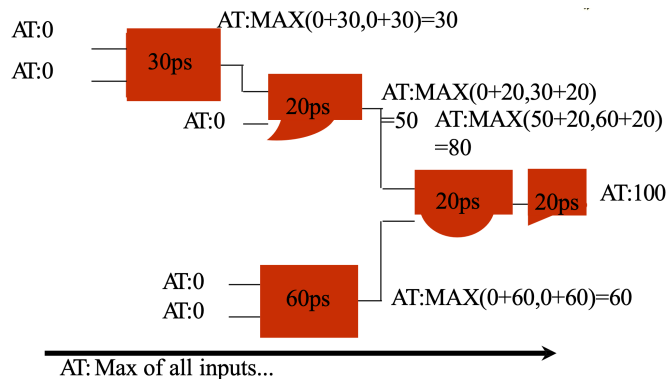 AT:MAX(0+30,0+30)=30
AT:0
AT:0
30ps
20ps
AT:0
AT:MAX(0+20,30+20)
=50
AT:MAX(50+20,60+20)
=80
20ps
20ps
AT:100
AT:0
AT:0
60ps
AT:MAX(0+60,0+60)=60
AT: Max of all inputs...